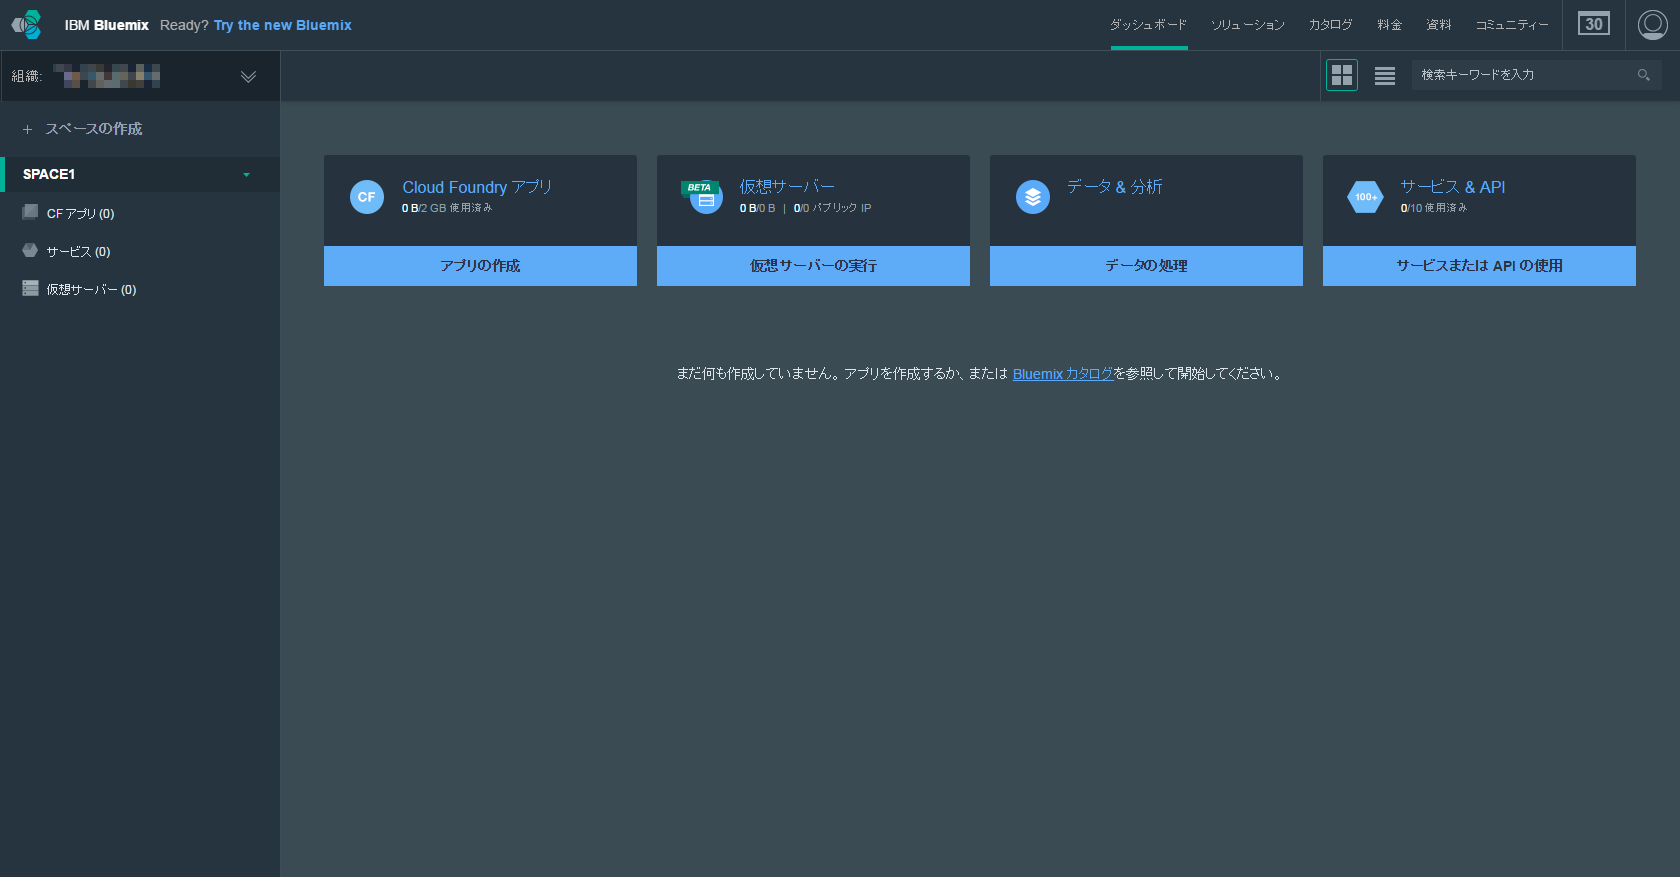 IBM Bluemix Ready? Try the new Bluemix
ダッシュボード ソリューション カタログ 料金 資料 コミュニティー 30
組織:
検索キーワードを入力
+ スペースの作成
SPACE1
CF アプリ (0)
サービス (0)
仮想サーバー (0)
CF Cloud Foundry アプリ
0 B/2 GB 使用済み
アプリの作成
BETA 仮想サーバー
0 B/0 B | 0/0 パブリック IP
仮想サーバーの実行
データ & 分析
データの処理
100+ サービス & API
0/10 使用済み
サービスまたは API の使用
まだ何も作成していません。アプリを作成するか、または Bluemix カタログを参照して開始してください。